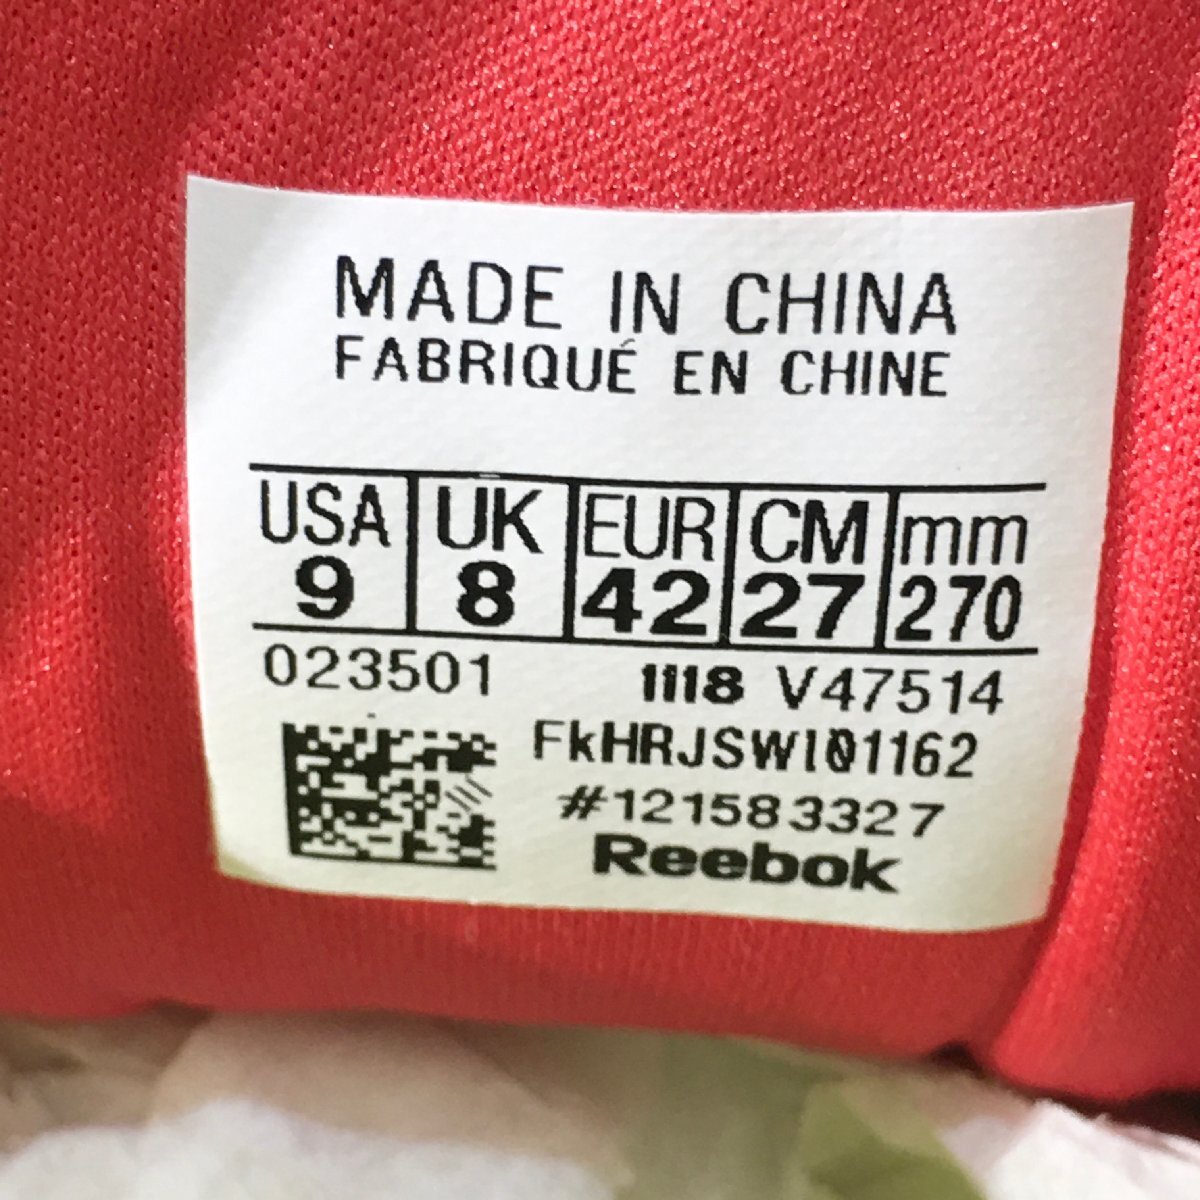 MADE IN CHINA
FABRIQUÉ EN CHINE
USA UK EUR CM mm
9 8 42 27 270
023501 1118 V47514
FkHRJSWl01162
#121583327
Reebok